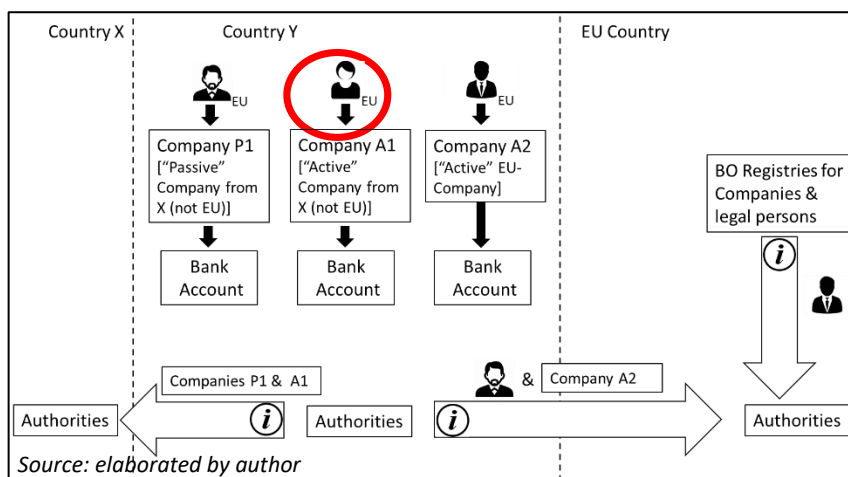 Country X
Country Y
EU Country
EU
EU
EU
Company P1
["Passive"
Company from
X (not EU)]
Company A1
["Active"
Company from
X (not EU)]
Company A2
["Active" EU-
Company]
BO Registries for
Companies &
legal persons
i
Bank
Account
Bank
Account
Bank
Account
Companies P1 & A1
& Company A2
Authorities
i
Authorities
i
Authorities
Source: elaborated by author